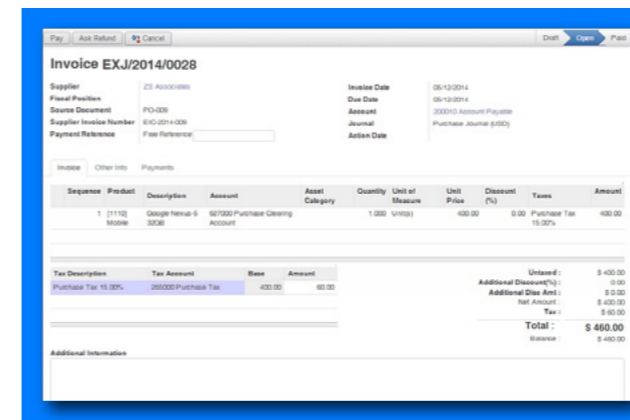 Pay Ask Refund Cancel Draft Open Paid
Invoice EXJ/2014/0028
Supplier ZS Associates Invoice Date 06/12/2014
Fiscal Position Due Date 06/12/2014
Source Document PO-009 Account 200010 Account Payable
Supplier Invoice Number EXC-2014-009 Journal Purchase Journal (USD)
Payment Reference Free Reference Action Date
Invoice Other Info Payments
Sequence Product Description Account Asset Category Quantity Unit of Measure Unit Price Discount (%) Taxes Amount
1 [1110] Google Nexus-5 627000 Purchase Clearing 1.000 Unit(s) 400.00 0.00 Purchase Tax 400.00
Mobile 32GB Account 15.00%
Tax Description Tax Account Base Amount
Purchase Tax 15.00% 260000 Purchase Tax 400.00 60.00
Untaxed : $ 400.00
Additional Discount(%) : 0.00
Additional Disc Amt : $ 0.00
Net Amount : $ 400.00
Tax : $ 60.00
Total : $ 460.00
Balance : $ 460.00
Additional Information